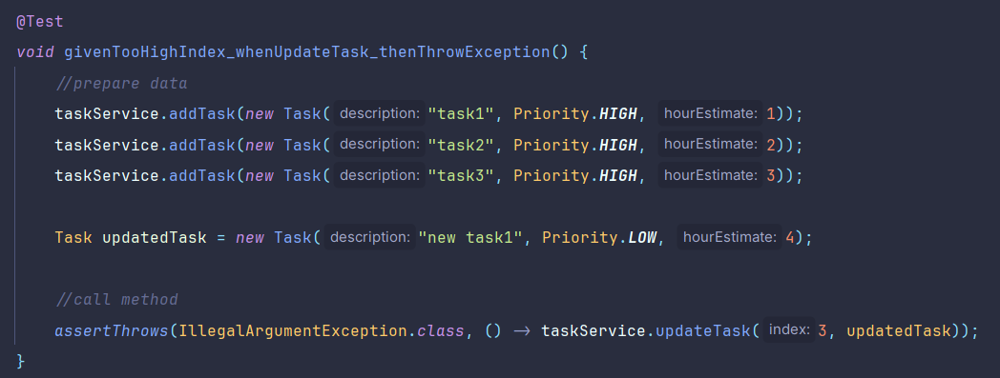 @Test
void givenTooHighIndex_whenUpdateTask_thenThrowException() {
//prepare data
taskService.addTask(new Task( description: "task1", Priority.HIGH, hourEstimate: 1));
taskService.addTask(new Task( description: "task2", Priority.HIGH, hourEstimate: 2));
taskService.addTask(new Task( description: "task3", Priority.HIGH, hourEstimate: 3));
Task updatedTask = new Task( description: "new task1", Priority.LOW, hourEstimate: 4);
//call method
assertThrows(IllegalArgumentException.class, () -> taskService.updateTask( index: 3, updatedTask));
}